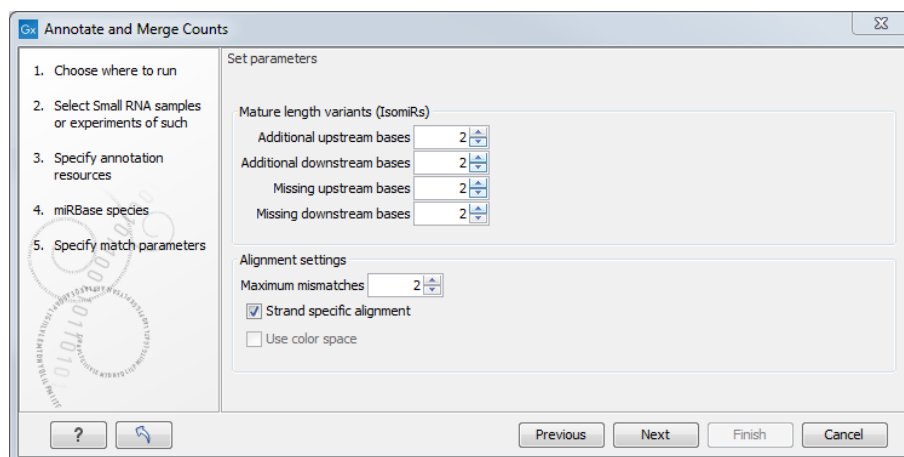 Gx Annotate and Merge Counts
1. Choose where to run
2. Select Small RNA samples
or experiments of such
3. Specify annotation
resources
4. miRBase species
5. Specify match parameters
Set parameters
Mature length variants (IsomiRs)
Additional upstream bases 2
Additional downstream bases 2
Missing upstream bases 2
Missing downstream bases 2
Alignment settings
Maximum mismatches 2
Strand specific alignment
Use color space
?
Previous
Next
Finish
Cancel